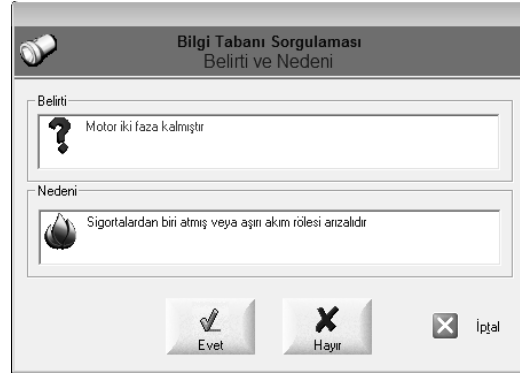 Bilgi Tabanı Sorgulaması
Belirti ve Nedeni
Belirti
Motor iki faza kalmıştır
Nedeni
Sigortalardan biri atmış veya aşırı akım rölesi arızalıdır
Evet
Hayır
İptal